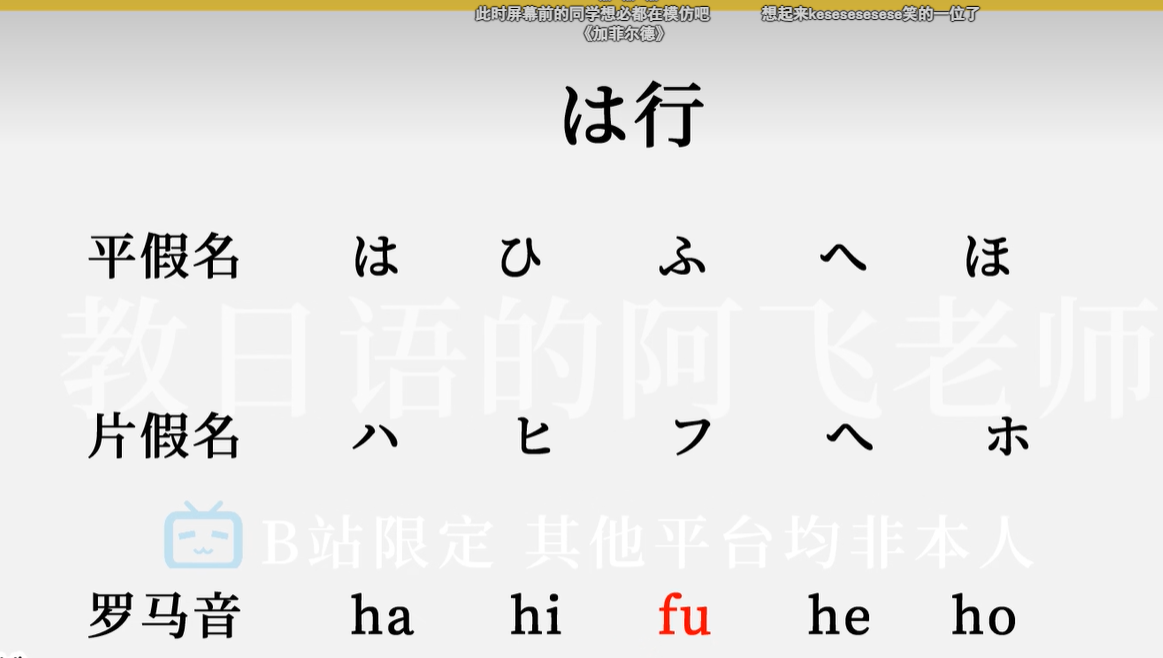 此时屏幕前的同学想必都在模仿吧 想起来kesesesesese笑的一位了
《加菲尔德》
は行
平假名 は ひ ふ へ ほ
教日语的阿飞老师
片假名 ハ ヒ フ ヘ ホ
B站限定 其他平台均非本人
罗马音 ha hi fu he ho